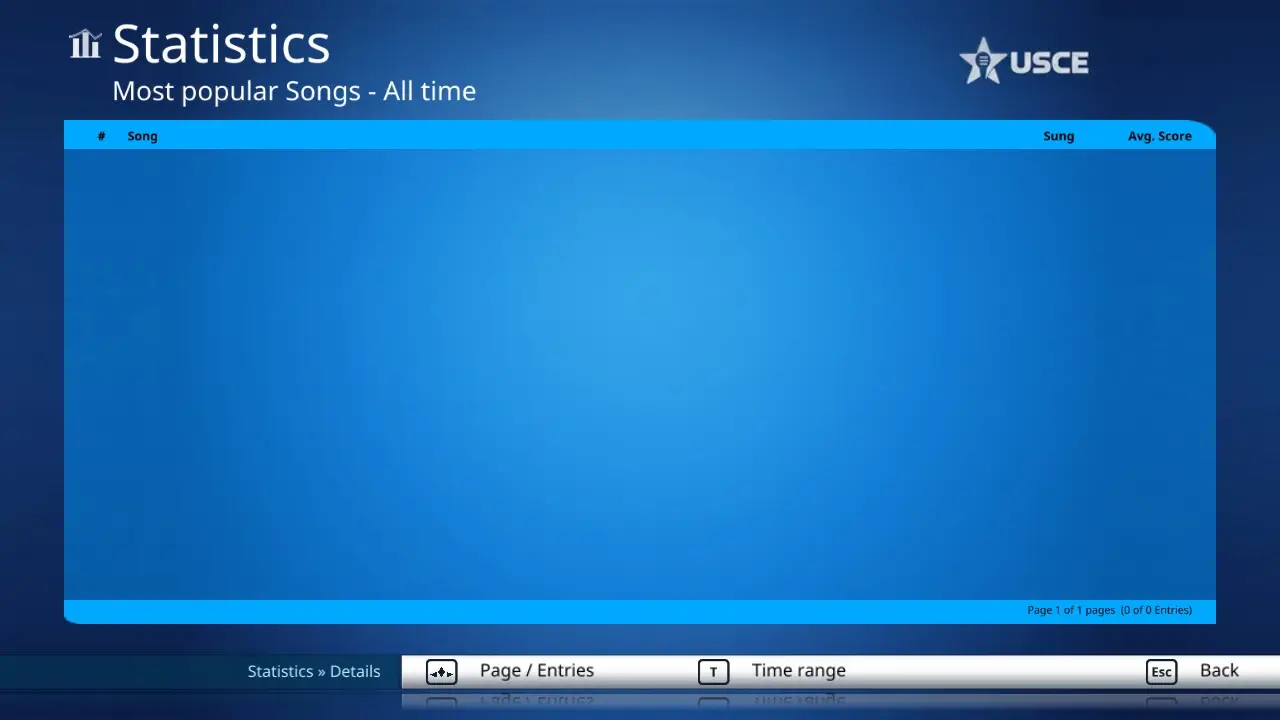 Statistics
Most popular Songs - All time
USCE
# Song Sung Avg. Score
Page 1 of 1 pages (0 of 0 Entries)
Statistics » Details Page / Entries T Time range Esc Back